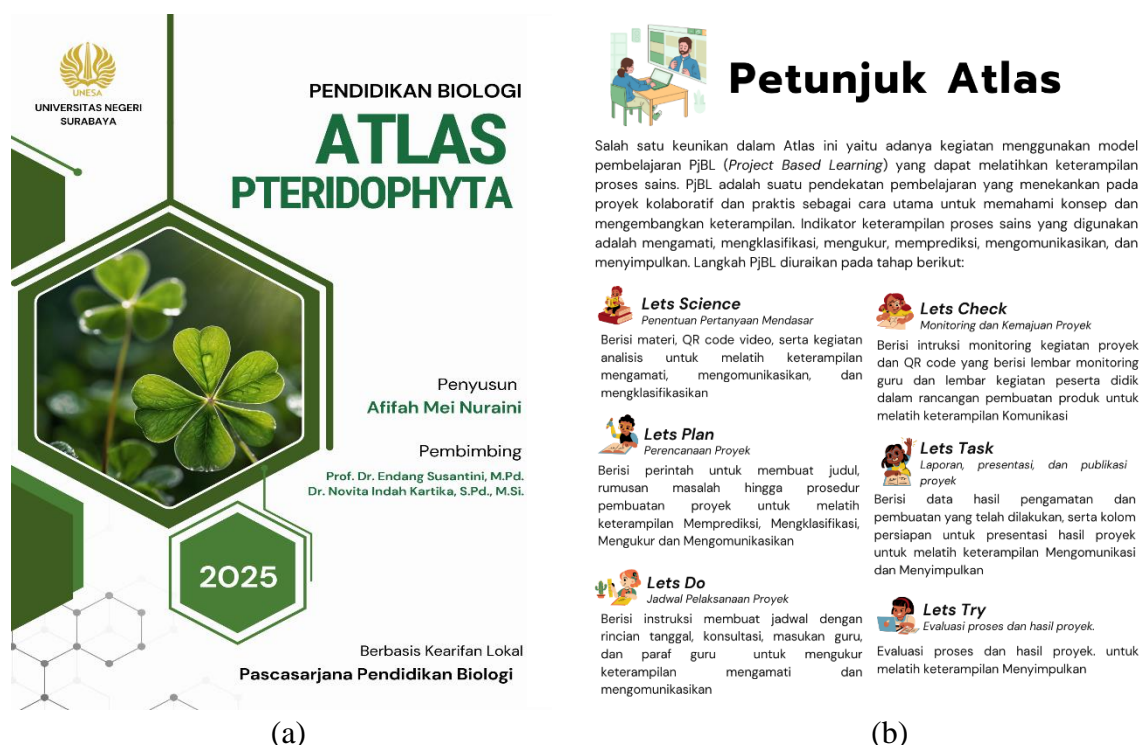 UNESA
UNIVERSITAS NEGERI
SURABAYA
PENDIDIKAN BIOLOGI
ATLAS
PTERIDOPHYTA
Penyusun
Afifah Mei Nuraini
Pembimbing
Prof. Dr. Endang Susantini, M.Pd.
Dr. Novita Indah Kartika, S.Pd., M.Si.
2025
Berbasis Kearifan Lokal
Pascasarjana Pendidikan Biologi
(a)
Petunjuk Atlas
Salah satu keunikan dalam Atlas ini yaitu adanya kegiatan menggunakan model
pembelajaran PjBL (Project Based Learning) yang dapat melatihkan keterampilan
proses sains. PjBL adalah suatu pendekatan pembelajaran yang menekankan pada
proyek kolaboratif dan praktis sebagai cara utama untuk memahami konsep dan
mengembangkan keterampilan. Indikator keterampilan proses sains yang digunakan
adalah mengamati, mengklasifikasi, mengukur, memprediksi, mengomunikasikan, dan
menyimpulkan. Langkah PjBL diuraikan pada tahap berikut:
Lets Science
Penentuan Pertanyaan Mendasar
Berisi materi, QR code video, serta kegiatan
analisis untuk melatih keterampilan
mengamati, mengomunikasikan, dan
mengklasifikasikan
Lets Plan
Perencanaan Proyek
Berisi perintah untuk membuat judul,
rumusan masalah hingga prosedur
pembuatan proyek untuk melatih
keterampilan Memprediksi, Mengklasifikasi,
Mengukur dan Mengomunikasikan
Lets Do
Jadwal Pelaksanaan Proyek
Berisi instruksi membuat jadwal dengan
rincian tanggal, konsultasi, masukan guru,
dan paraf guru untuk mengukur
keterampilan mengamati dan
mengomunikasikan
Lets Check
Monitoring dan Kemajuan Proyek
Berisi intruksi monitoring kegiatan proyek
dan QR code yang berisi lembar monitoring
guru dan lembar kegiatan peserta didik
dalam rancangan pembuatan produk untuk
melatih keterampilan Komunikasi
Lets Task
Laporan, presentasi, dan publikasi
proyek
Berisi data hasil pengamatan dan
pembuatan yang telah dilakukan, serta kolom
persiapan untuk presentasi hasil proyek
untuk melatih keterampilan Mengomunikasi
dan Menyimpulkan
Lets Try
Evaluasi proses dan hasil proyek.
Evaluasi proses dan hasil proyek. untuk
melatih keterampilan Menyimpulkan
(b)